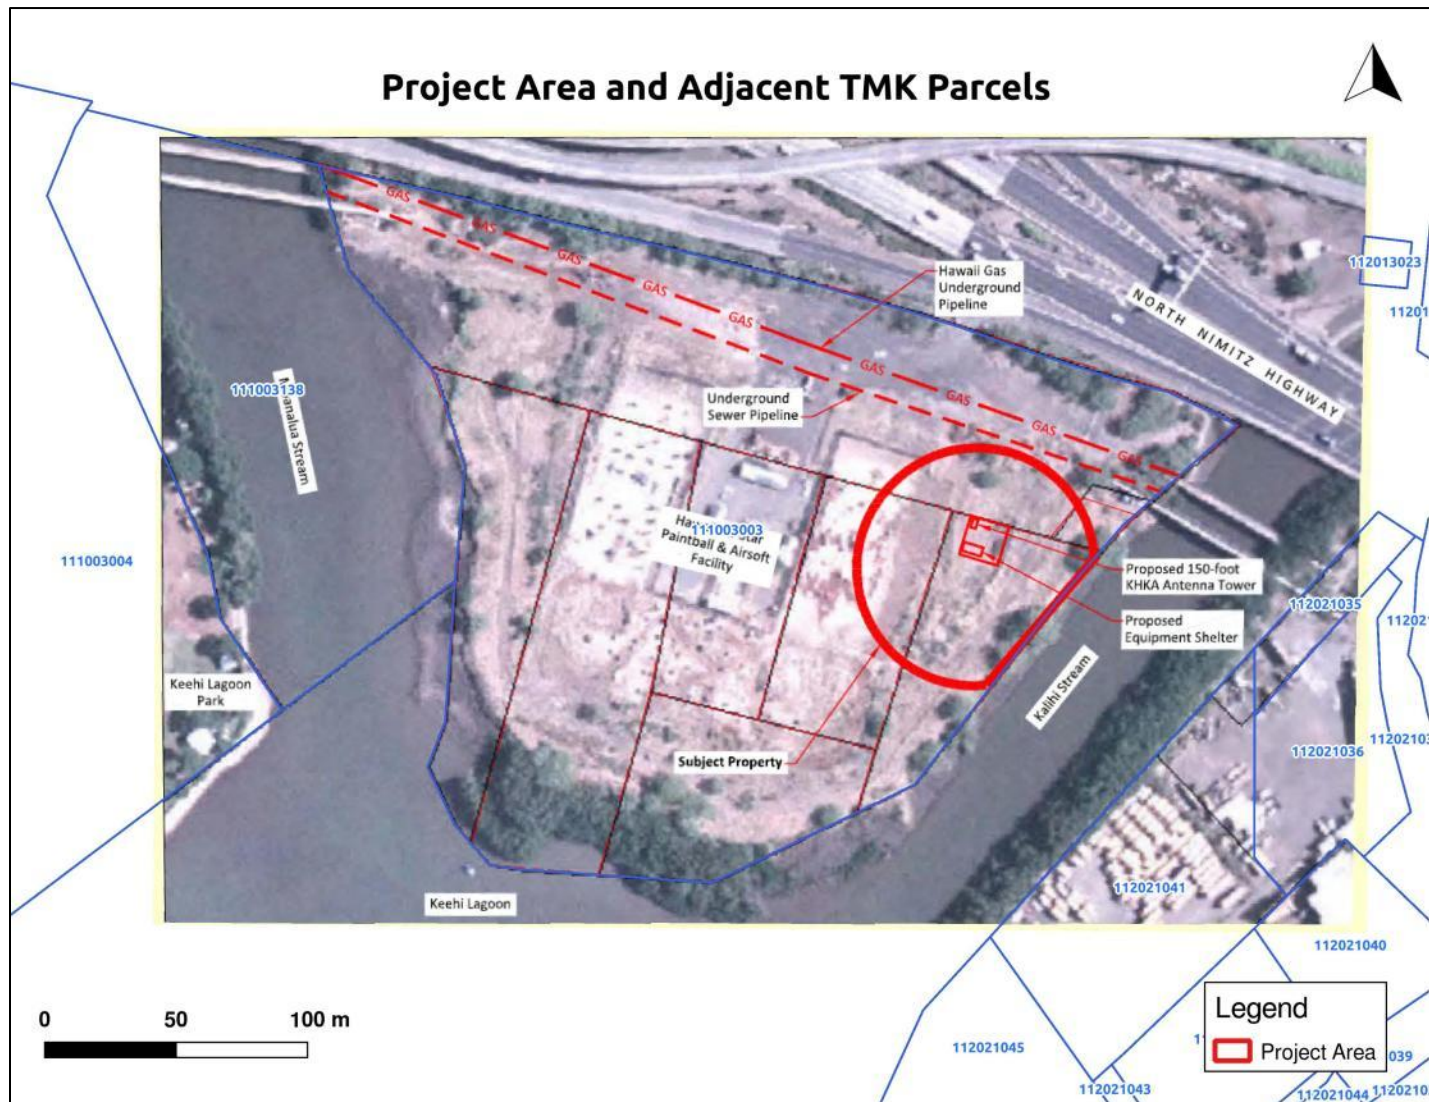 Project Area and Adjacent TMK Parcels
GAS
GAS
GAS
GAS
GAS
GAS
GAS
GAS
GAS
Hawaii Gas
Underground
Pipeline
NORTH NIMITZ HIGHWAY
112013023
111003138
Stream
Underground
Sewer Pipeline
111003003
Paintball & Airsoft
Facility
111003004
Proposed 150-foot
KHKA Antenna Tower
Proposed
Equipment Shelter
112021035
Keehi Lagoon
Park
Kalihi Stream
Subject Property
112021036
112021041
Keehi Lagoon
112021040
0 50 100 m
Legend
Project Area
112021045
112021043
112021044